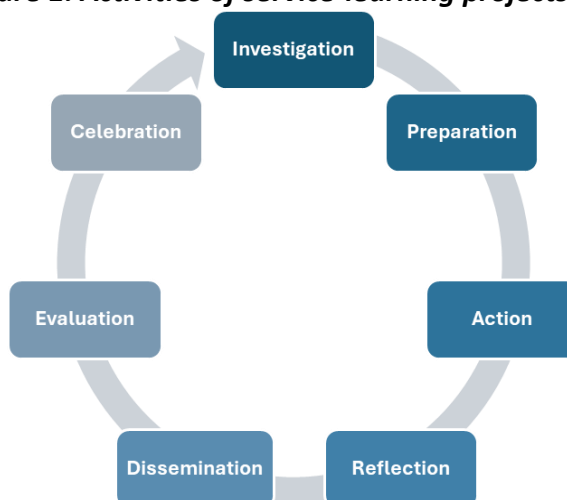 Activities of service-learning projects
Investigation
Preparation
Action
Reflection
Dissemination
Evaluation
Celebration